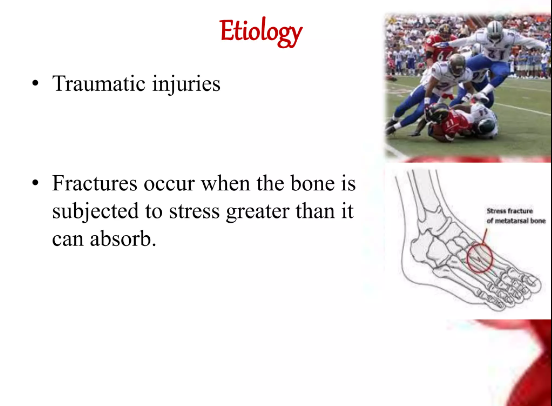 Etiology
• Traumatic injuries
• Fractures occur when the bone is
subjected to stress greater than it
can absorb.
Stress fracture
of metatarsal bone